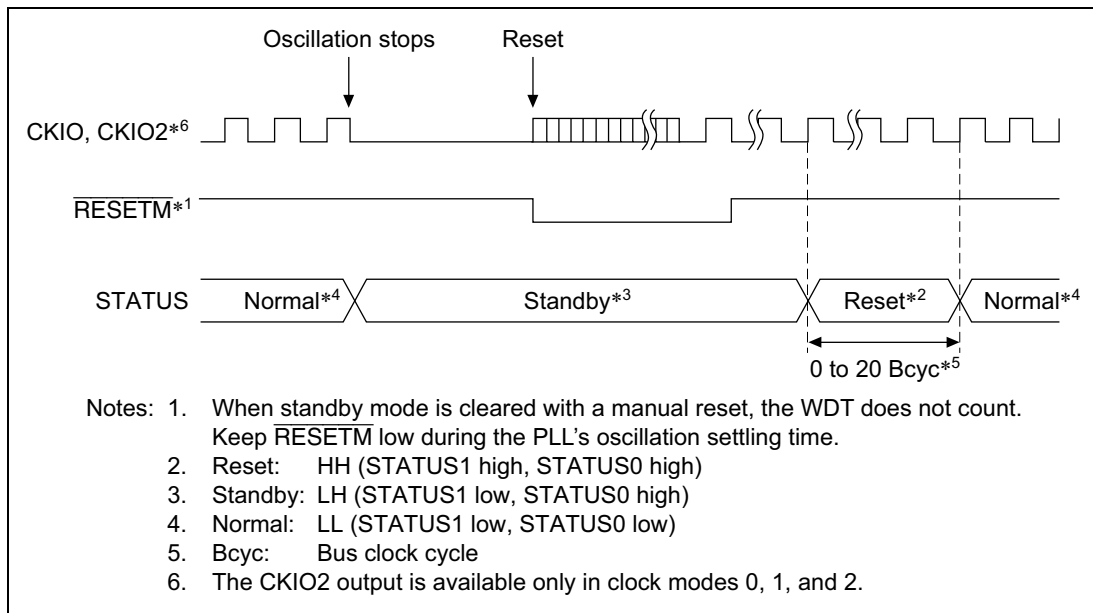 Oscillation stops Reset
CKIO, CKIO2*6
RESETM*1
STATUS Normal*4 Standby*3 Reset*2 Normal*4
0 to 20 Bcyc*5
Notes: 1. When standby mode is cleared with a manual reset, the WDT does not count.
Keep RESETM low during the PLL's oscillation settling time.
2. Reset: HH (STATUS1 high, STATUS0 high)
3. Standby: LH (STATUS1 low, STATUS0 high)
4. Normal: LL (STATUS1 low, STATUS0 low)
5. Bcyc: Bus clock cycle
6. The CKIO2 output is available only in clock modes 0, 1, and 2.